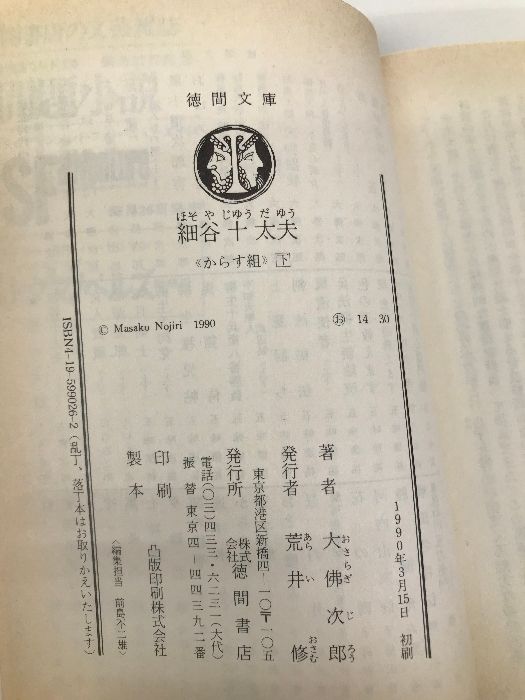 徳間文庫
ほそやじゅうだゆう
細谷十太夫
《からす組》下
© Masaku Nojiri 1990
お 14 30
1990年3月15日 初刷
著者 大佛次郎
おさらぎじろう
発行者 荒井修
あらいおさむ
東京都港区新橋四-一〇〒一〇五
発行所 株式会社徳間書店
電話(〇三)四三三・六二三一(大代)
振替 東京四-四四三九二番
印刷
製本 凸版印刷株式会社
〈編集担当 前島不二雄〉
ISBN4-19-599026-2 (乱丁、落丁本はお取りかえいたします)